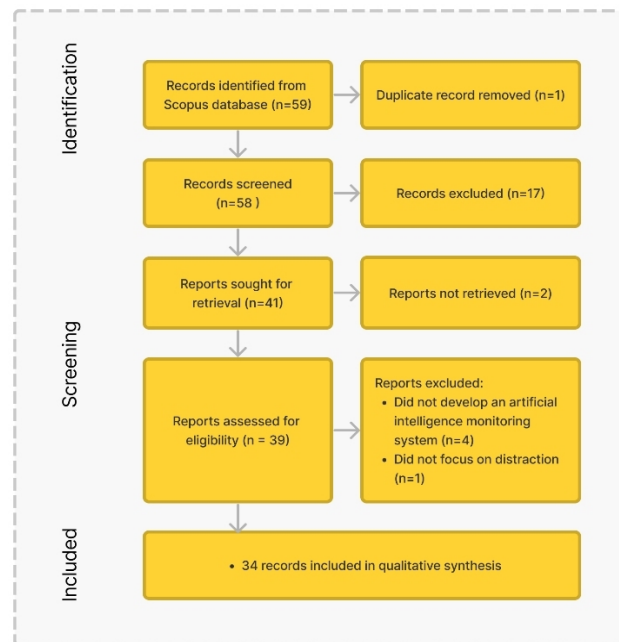 Identification
Records identified from
Scopus database (n=59)
Duplicate record removed (n=1)
Records screened
(n=58 )
Records excluded (n=17)
Screening
Reports sought for
retrieval (n=41)
Reports not retrieved (n=2)
Reports assessed for
eligibility (n = 39)
Reports excluded:
• Did not develop an artificial
intelligence monitoring
system (n=4)
• Did not focus on distraction
(n=1)
Included
• 34 records included in qualitative synthesis